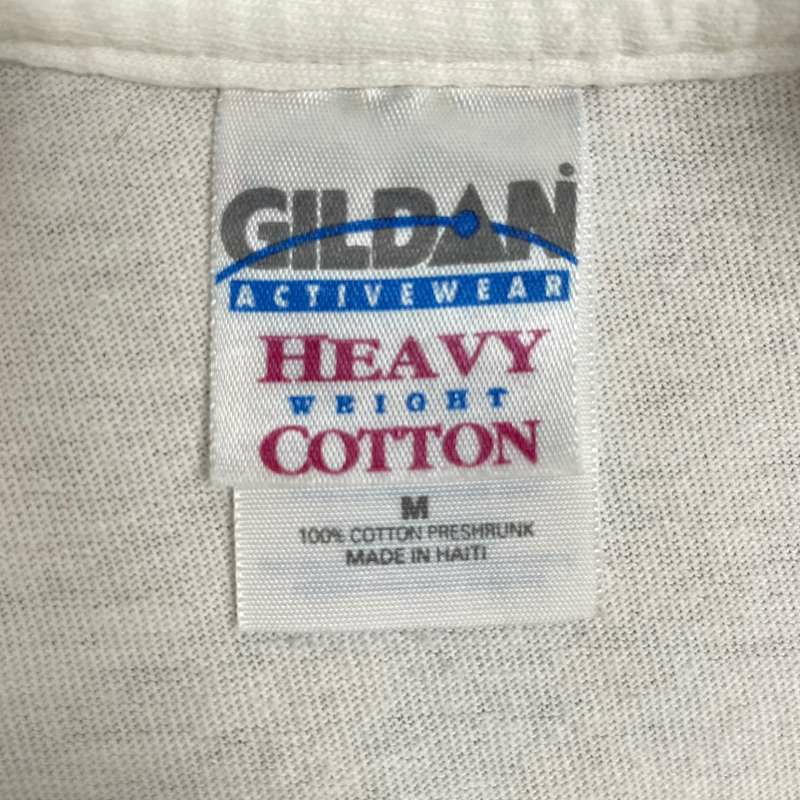 GILDAN
ACTIVEWEAR
HEAVY
WEIGHT
COTTON
M
100% COTTON PRESHRUNK
MADE IN HAITI